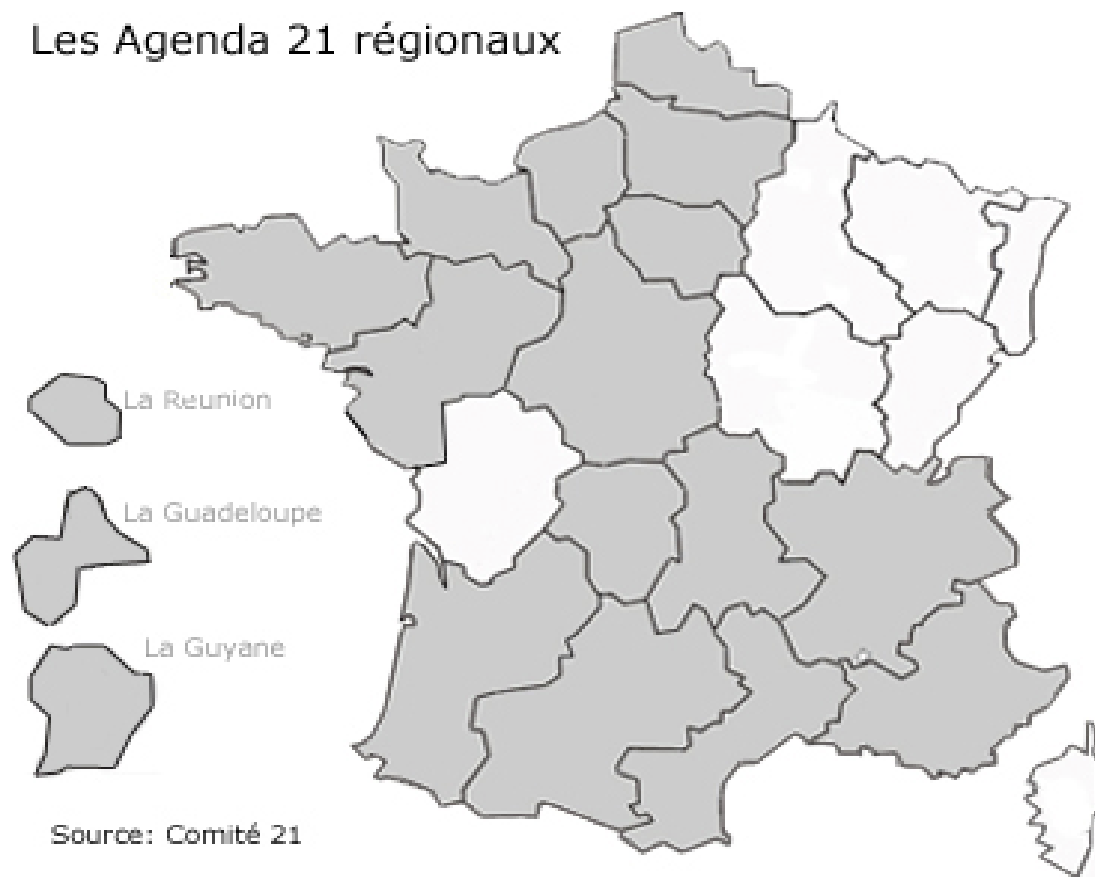 Les Agenda 21 régionaux
La Reunion
La Guadeloupe
La Guyane
Source: Comité 21